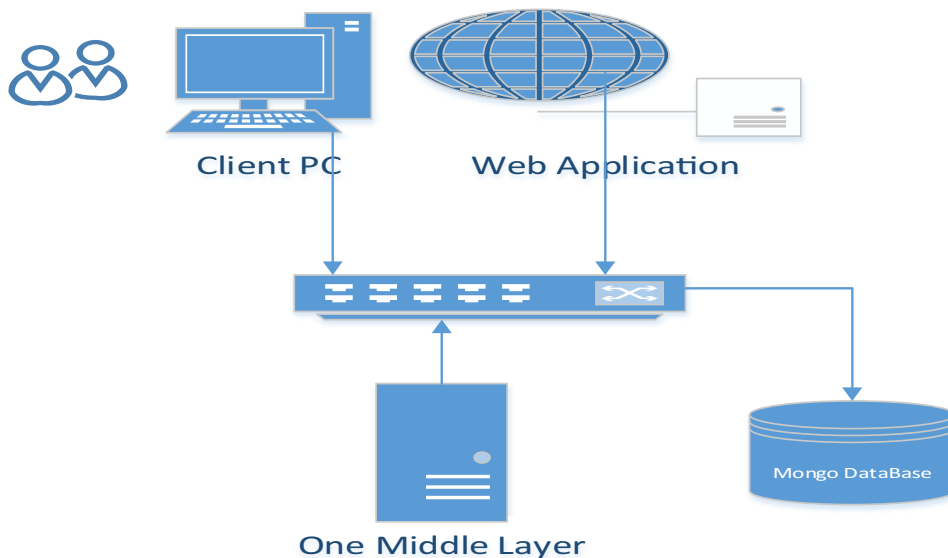 Client PC
Web Application
Mongo DataBase
One Middle Layer